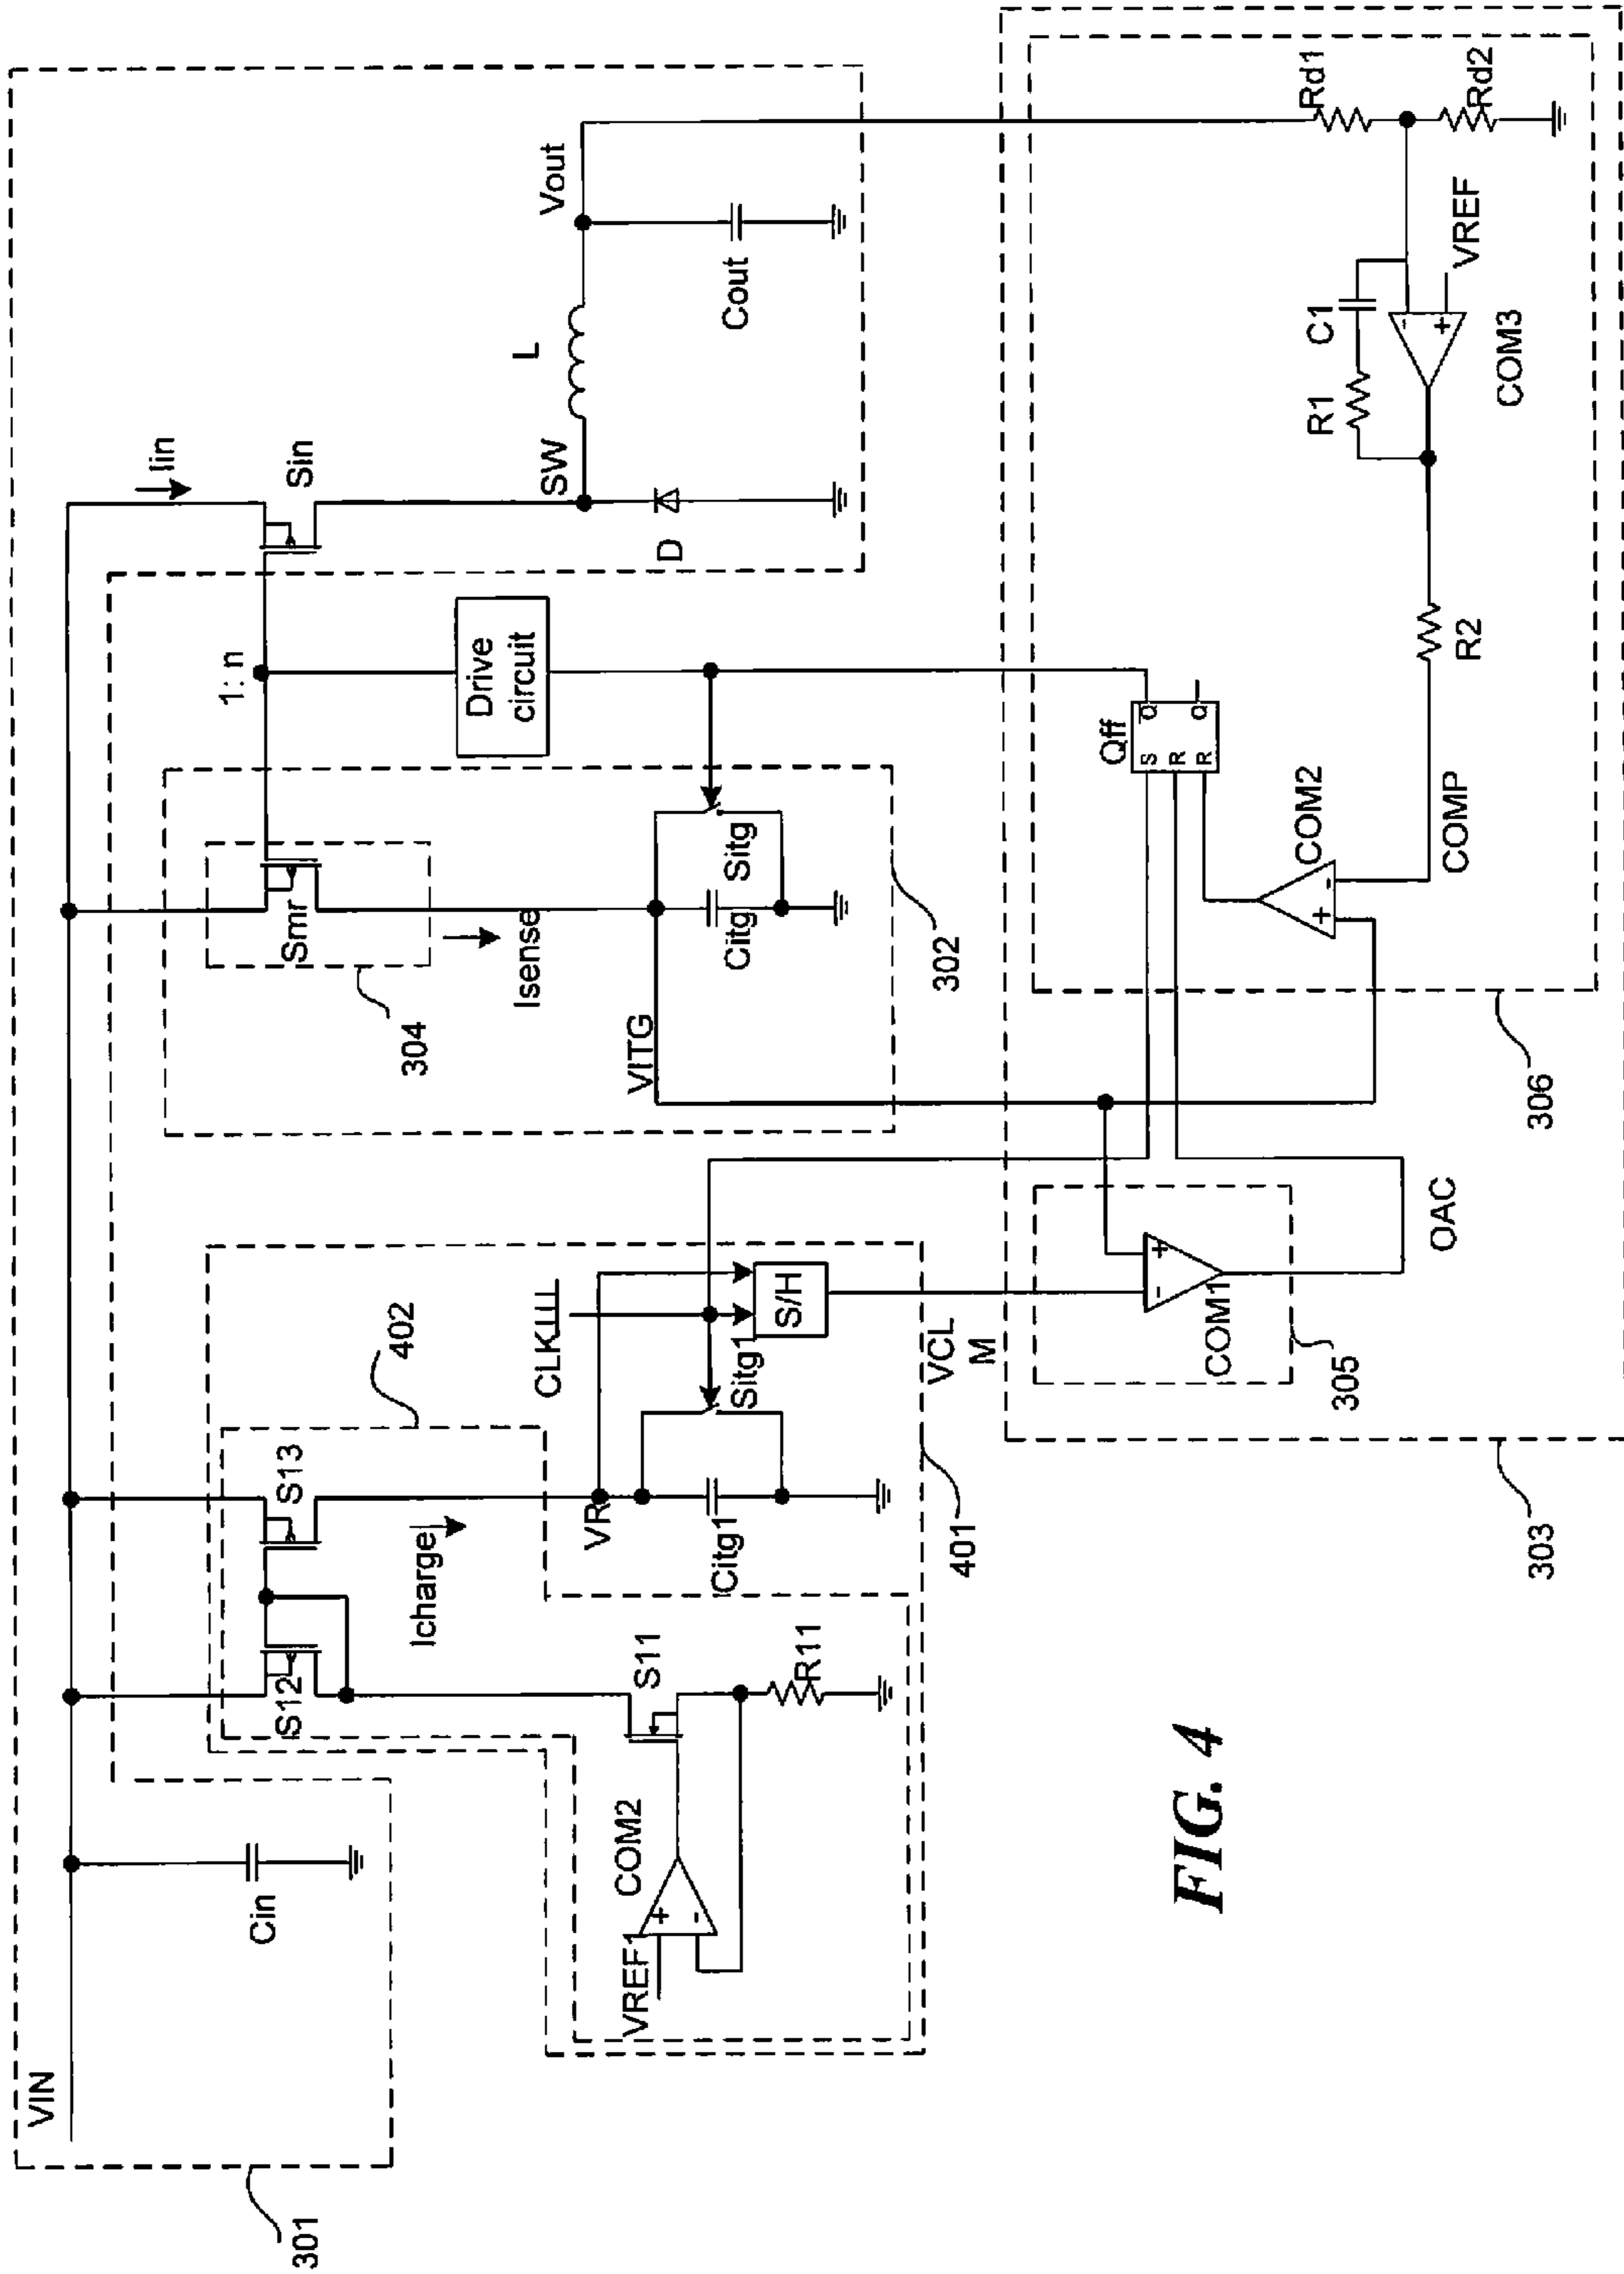 301
VIN
Cin
VREF1
+
-
COM2
S11
R11
S12
S13
402
Icharge
VR
Citg1
Sitg1
CLK
S/H
401
VCL
M
304
Smr
Isense
VITG
Citg
Sitg
302
1: n
Drive
circuit
Iin
Sin
SW
D
L
Vout
Cout
303
305
COM1
-
+
OAC
306
COM2
+
-
COMP
Qff
S
R
R
Q
Q
R2
R1
C1
COM3
-
+
VREF
Rd1
Rd2
FIG. 4